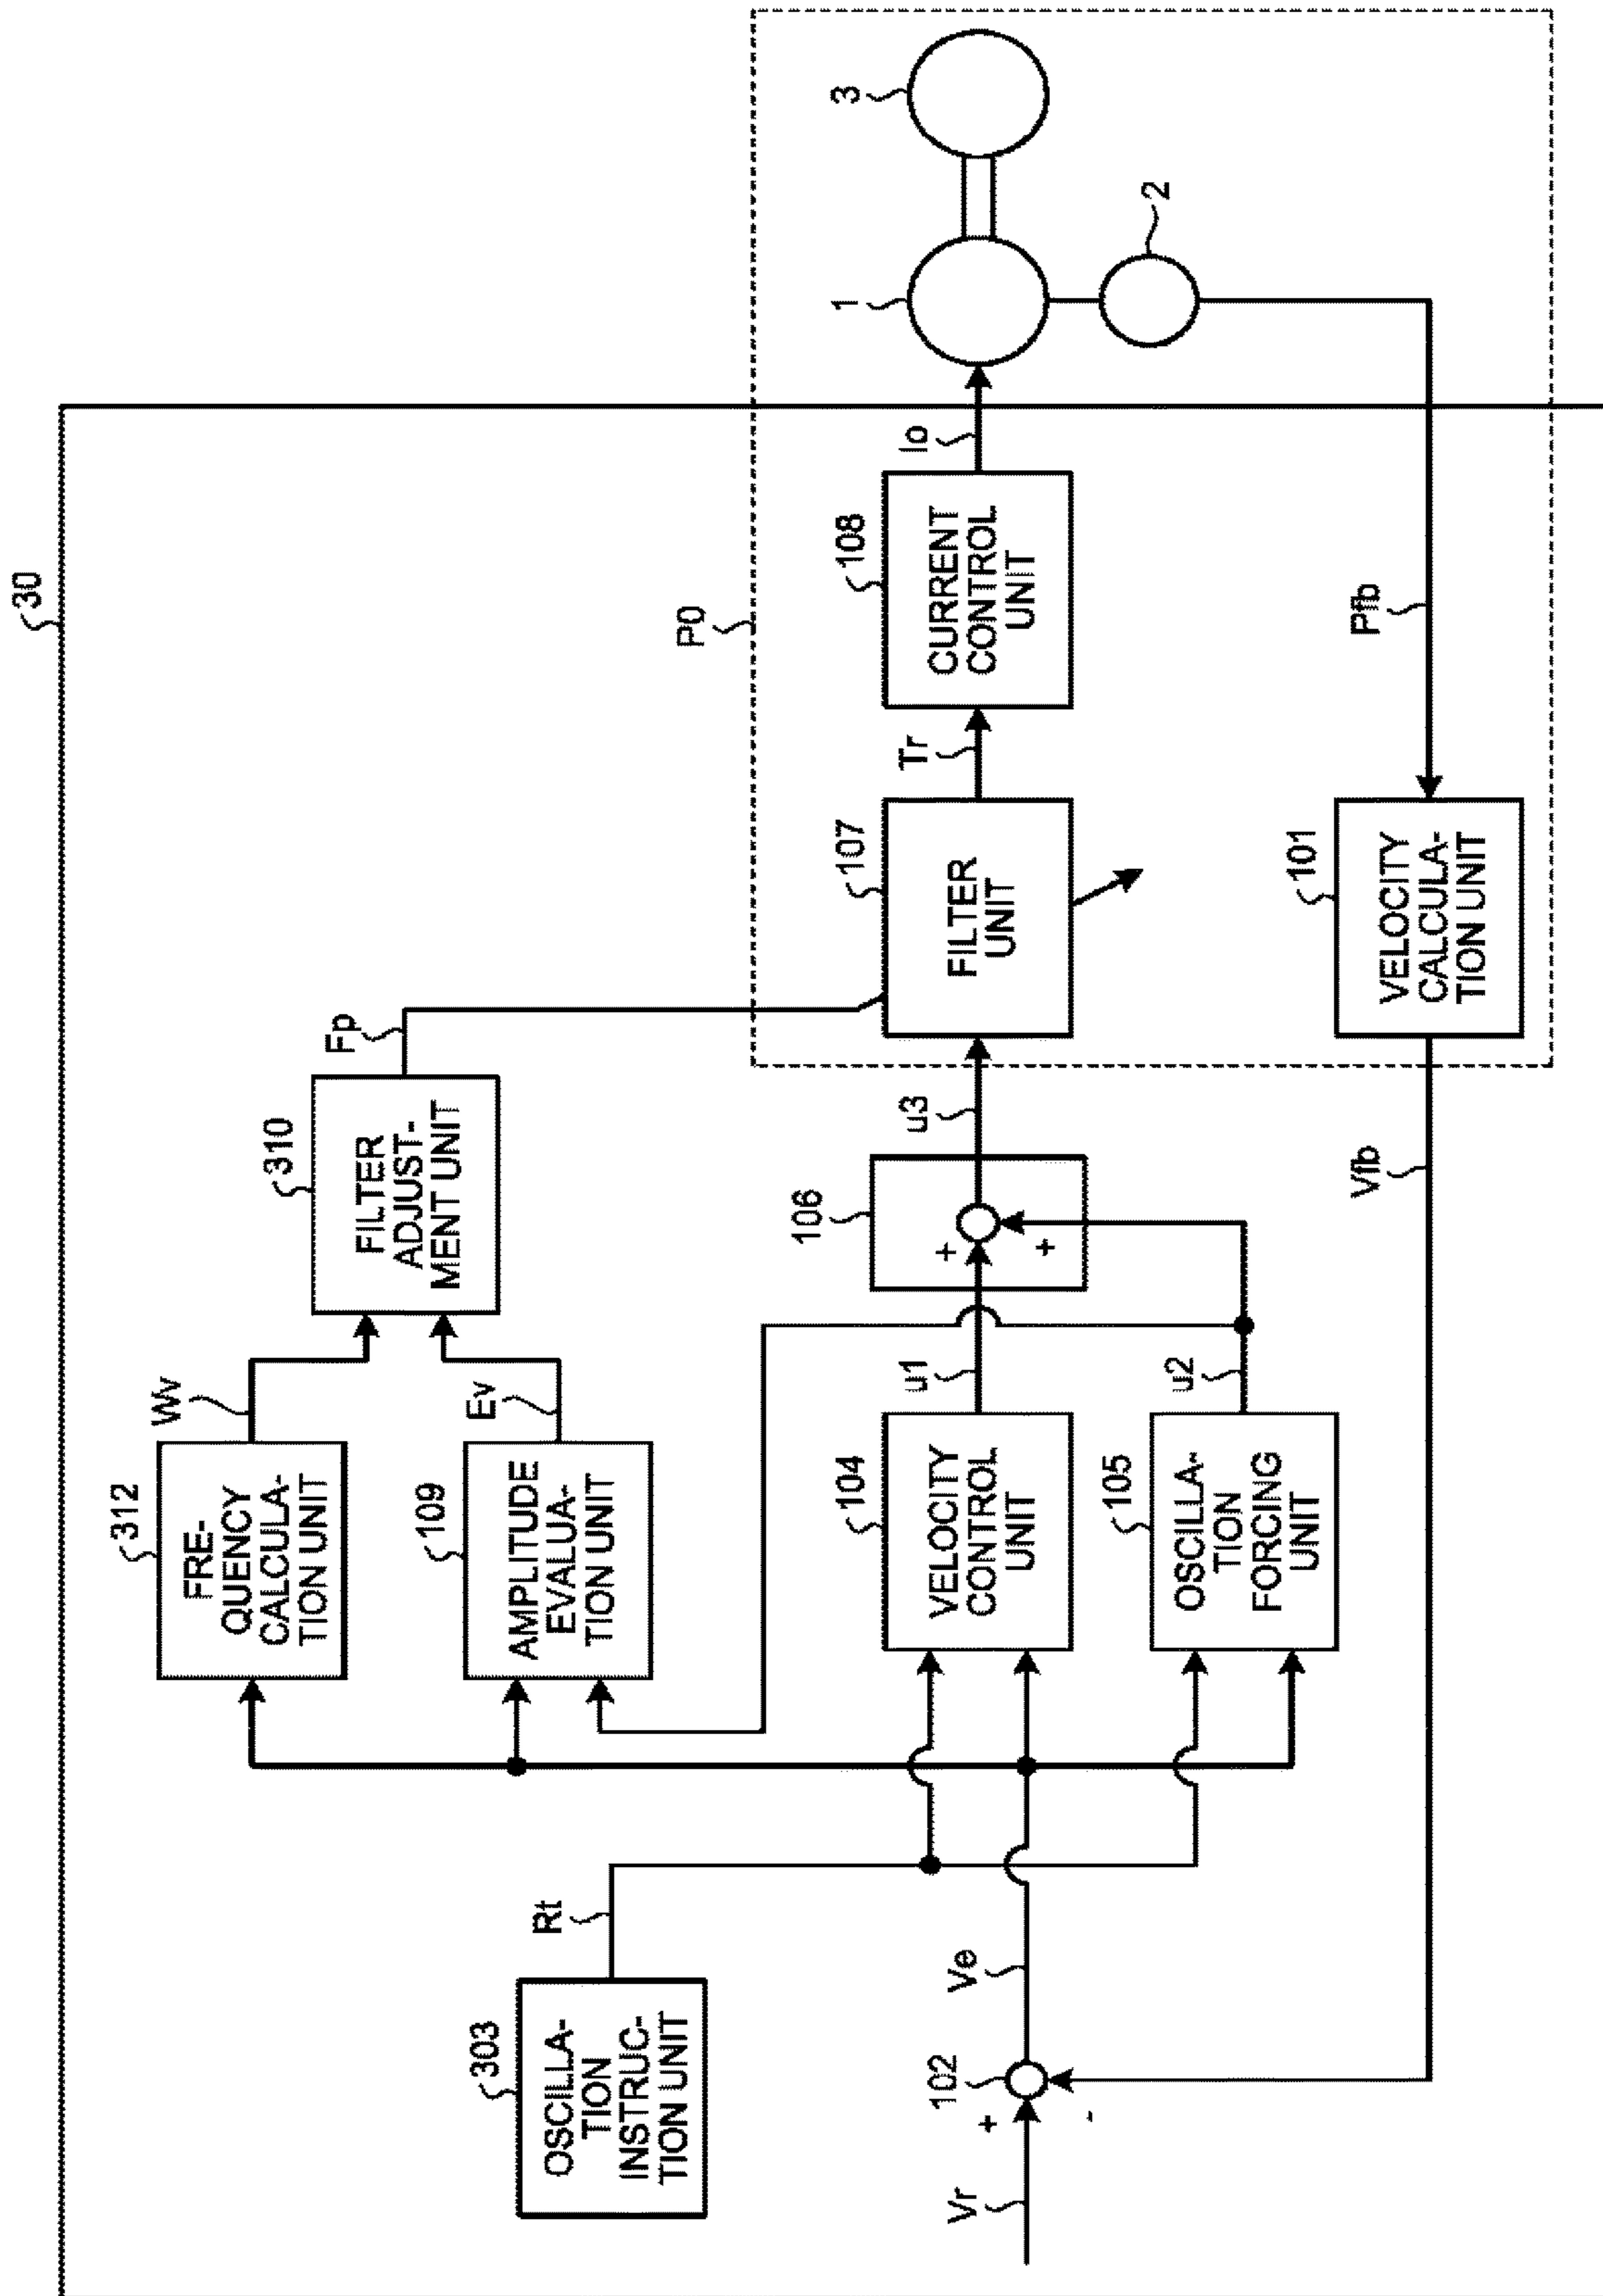 30
303
OSCILLA-
TION
INSTRUC-
TION UNIT
Rt
312
FRE-
QUENCY
CALCULA-
TION UNIT
Wv
109
AMPLITUDE
EVALUA-
TION UNIT
Ev
310
FILTER
ADJUST-
MENT UNIT
Fp
P0
Vr
+
-
102
Ve
104
VELOCITY
CONTROL
UNIT
u1
105
OSCILLA-
TION
FORCING
UNIT
u2
106
+
+
u3
107
FILTER
UNIT
Tr
108
CURRENT
CONTROL
UNIT
Io
1
3
2
Pfb
101
VELOCITY
CALCULA-
TION UNIT
Vfb